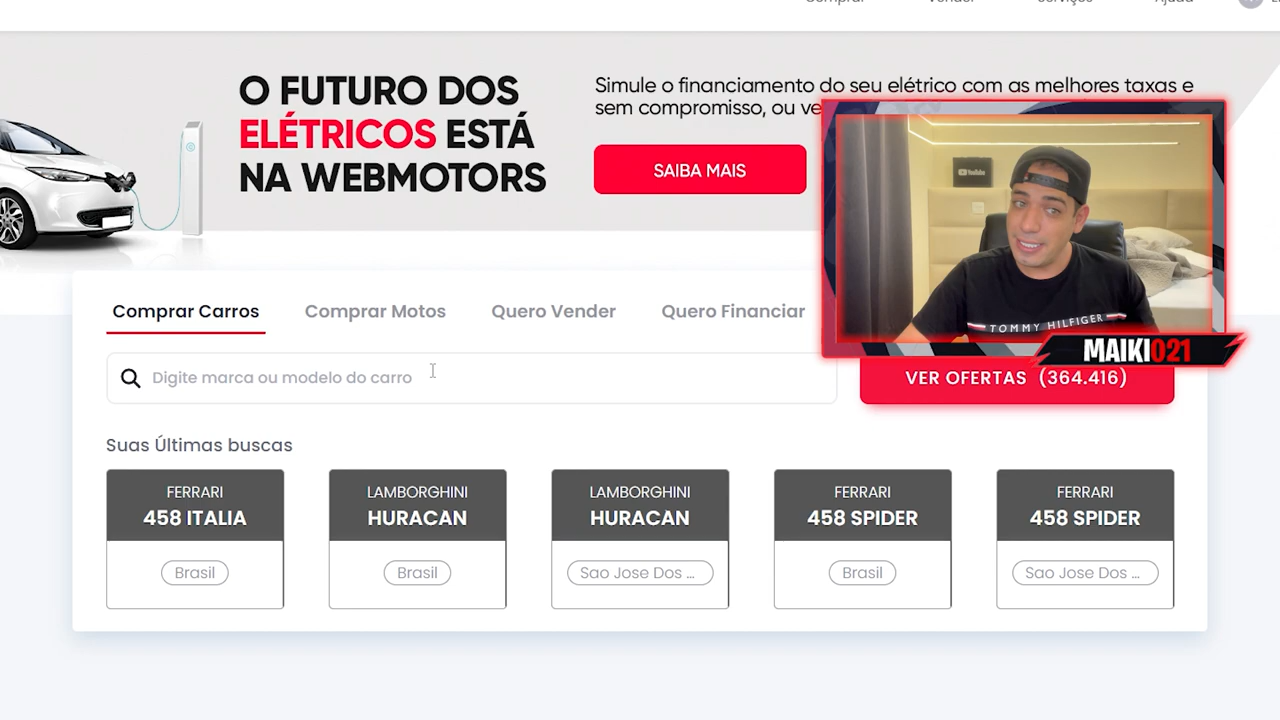 O FUTURO DOS
ELÉTRICOS ESTÁ
NA WEBMOTORS
Simule o financiamento do seu elétrico com as melhores taxas e
sem compromisso, ou ve
SAIBA MAIS
YouTube
TOMMY HILFIGER
MAIKI021
Comprar Carros
Comprar Motos
Quero Vender
Quero Financiar
Digite marca ou modelo do carro
VER OFERTAS (364.416)
Suas Últimas buscas
FERRARI
458 ITALIA
Brasil
LAMBORGHINI
HURACAN
Brasil
LAMBORGHINI
HURACAN
Sao Jose Dos ...
FERRARI
458 SPIDER
Brasil
FERRARI
458 SPIDER
Sao Jose Dos ...